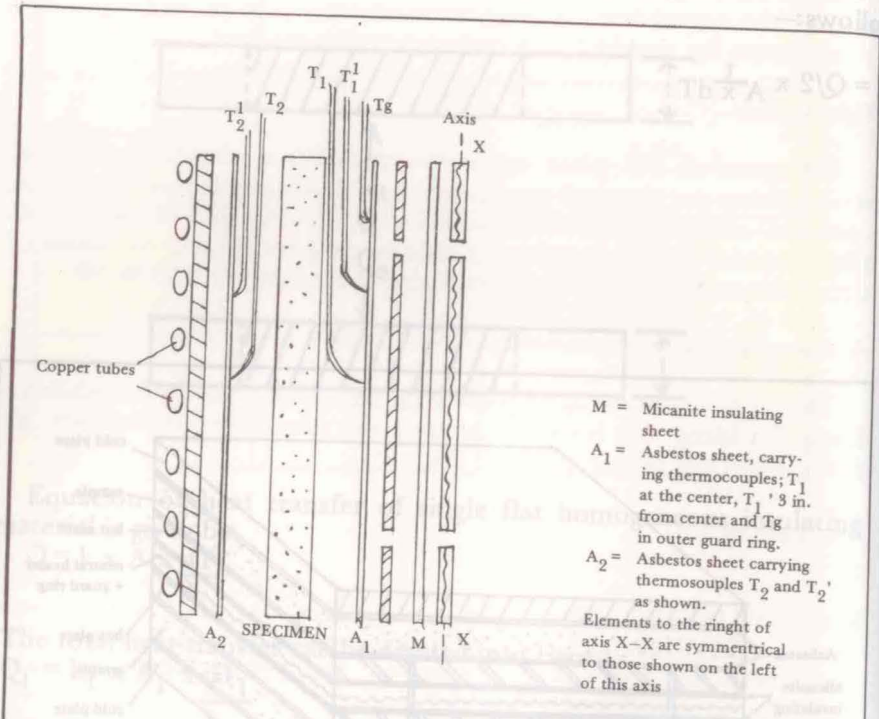 T₁ T₁¹
T₂¹ T₂ Tg
Axis
X
Copper tubes
M = Micanite insulating
sheet
A₁ = Asbestos sheet, carry-
ing thermocouples; T₁
at the center, T₁' 3 in.
from center and Tg
in outer guard ring.
A₂ = Asbestos sheet carrying
thermosouples T₂ and T₂'
as shown.
Elements to the ringht of
axis X–X are symmentrical
to those shown on the left
of this axis
A₂ SPECIMEN A₁ M X